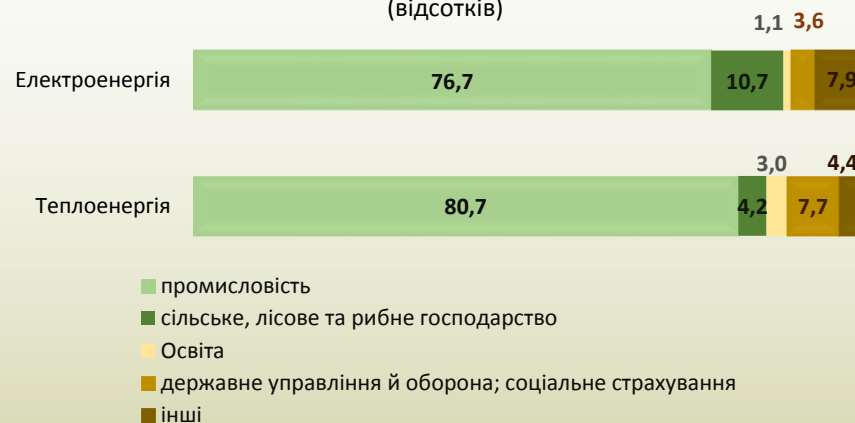 (відсотків)
1,1 3,6
Електроенергія 76,7 10,7 7,9
3,0 4,4
Теплоенергія 80,7 4,2 7,7
промисловість
сільське, лісове та рибне господарство
Освіта
державне управління й оборона; соціальне страхування
інші